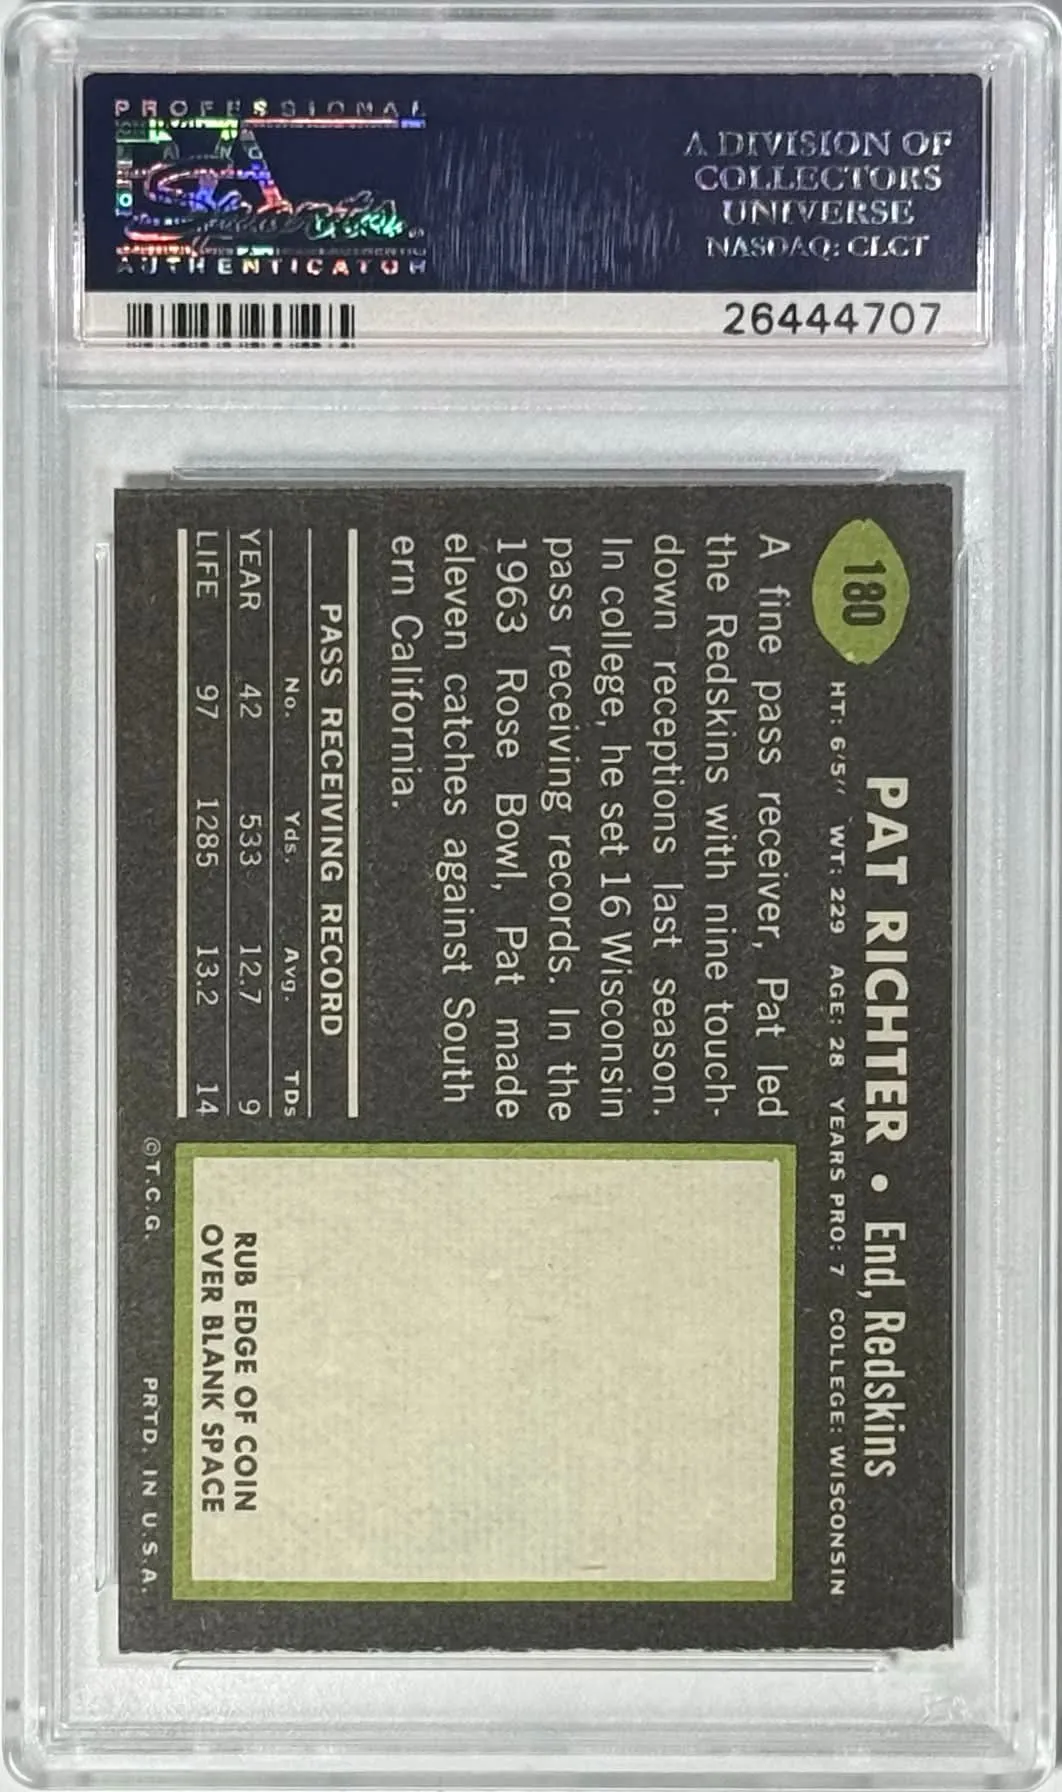 PROFESSIONAL
AND
Sports
AUTHENTICATOR
A DIVISION OF
COLLECTORS
UNIVERSE
NASDAQ: CLCT
26444707
180
PAT RICHTER • End, Redskins
HT: 6'5" WT: 229 AGE: 28 YEARS PRO: 7 COLLEGE: WISCONSIN
A fine pass receiver, Pat led
the Redskins with nine touch-
down receptions last season.
In college, he set 16 Wisconsin
pass receiving records. In the
1963 Rose Bowl, Pat made
eleven catches against South
ern California.
PASS RECEIVING RECORD
No. Yds. Avg. TDs
YEAR 42 533 12.7 9
LIFE 97 1285 13.2 14
RUB EDGE OF COIN
OVER BLANK SPACE
©T.C.G. PRTD. IN U.S.A.